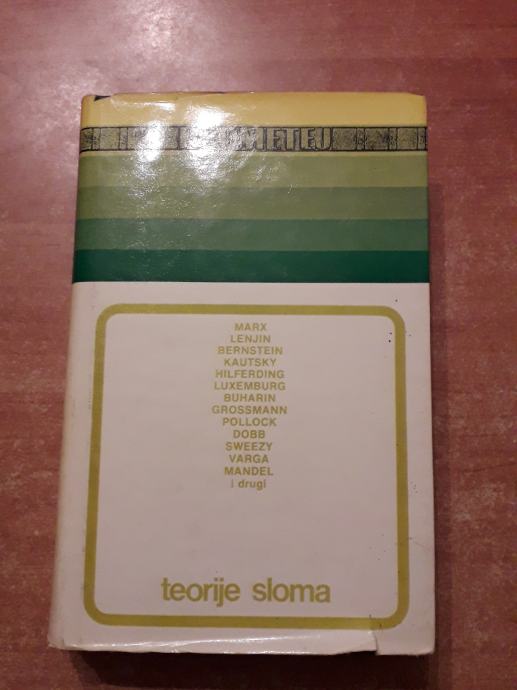 MARX
LENJIN
BERNSTEIN
KAUTSKY
HILFERDING
LUXEMBURG
BUHARIN
GROSSMANN
POLLOCK
DOBB
SWEEZY
VARGA
MANDEL
i drugi
teorije sloma